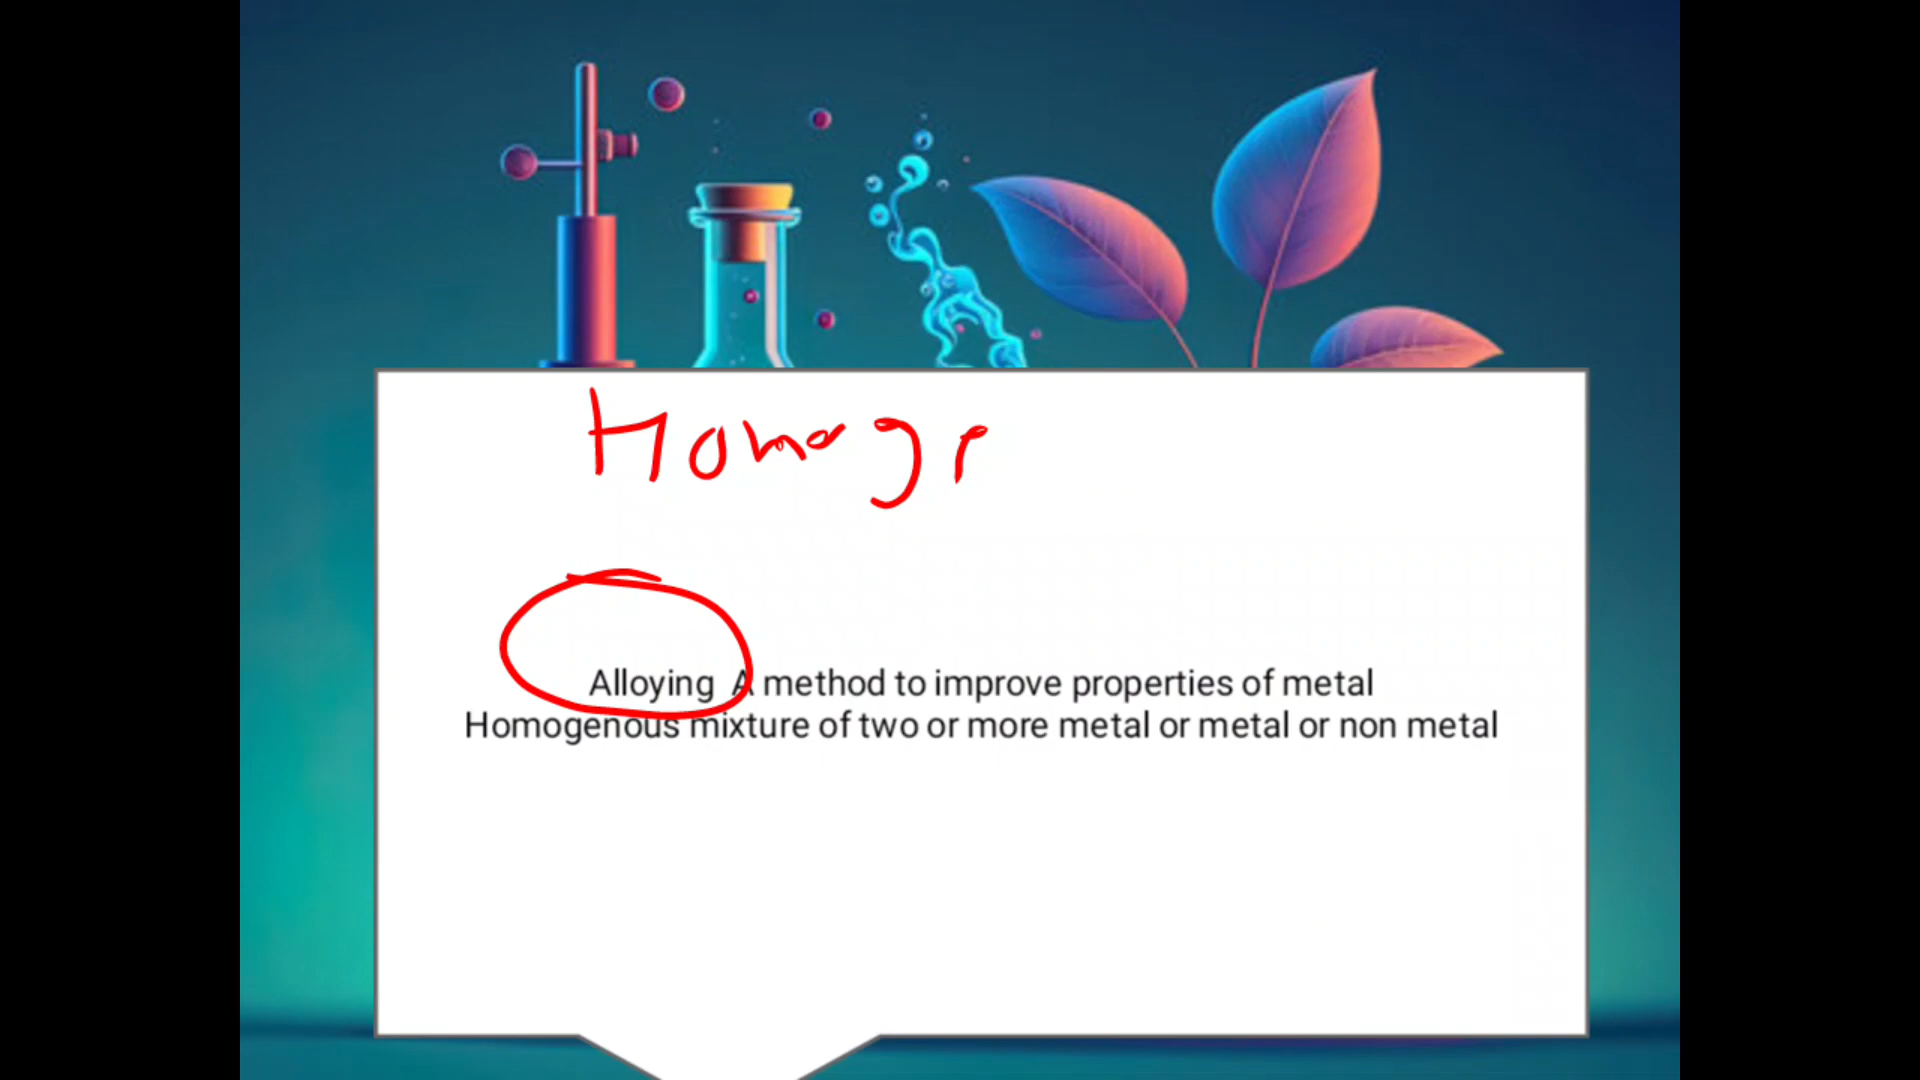 Homogr
Alloying A method to improve properties of metal
Homogenous mixture of two or more metal or metal or non metal